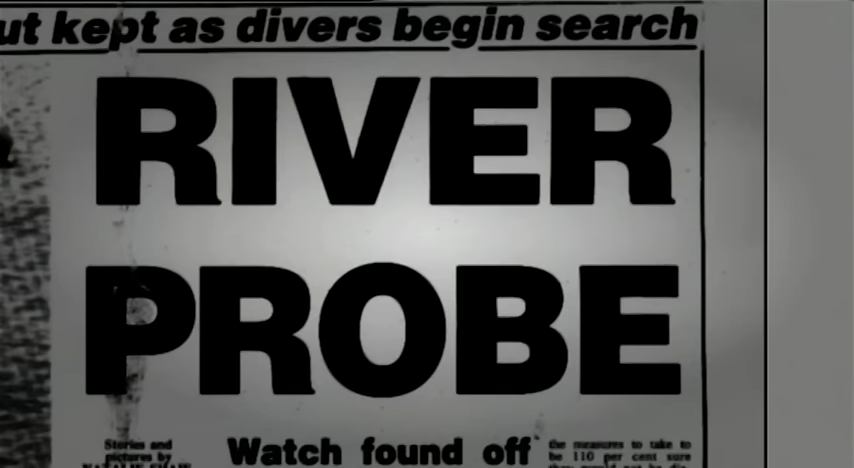 ut kept as divers begin search
RIVER
PROBE
Stories and
pictures by
Watch found off
the measures to take to
be 110 per cent sure